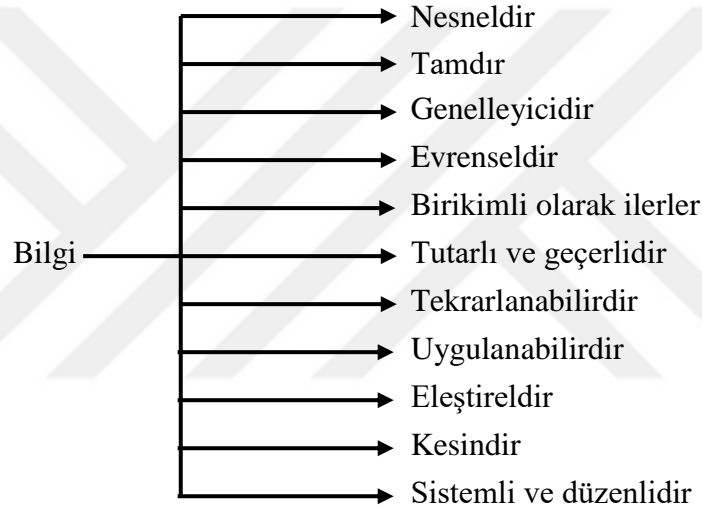 Nesneldir
Tamdır
Genelleyicidir
Evrenseldir
Birikimli olarak ilerler
Bilgi
Tutarlı ve geçerlidir
Tekrarlanabilirdir
Uygulanabilirdir
Eleştireldir
Kesindir
Sistemli ve düzenlidir